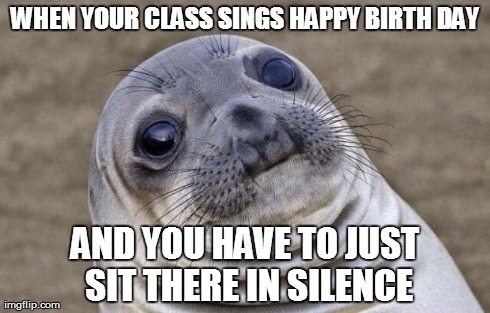 WHEN YOUR CLASS SINGS HAPPY BIRTH DAY
AND YOU HAVE TO JUST
SIT THERE IN SILENCE
imgflip.com